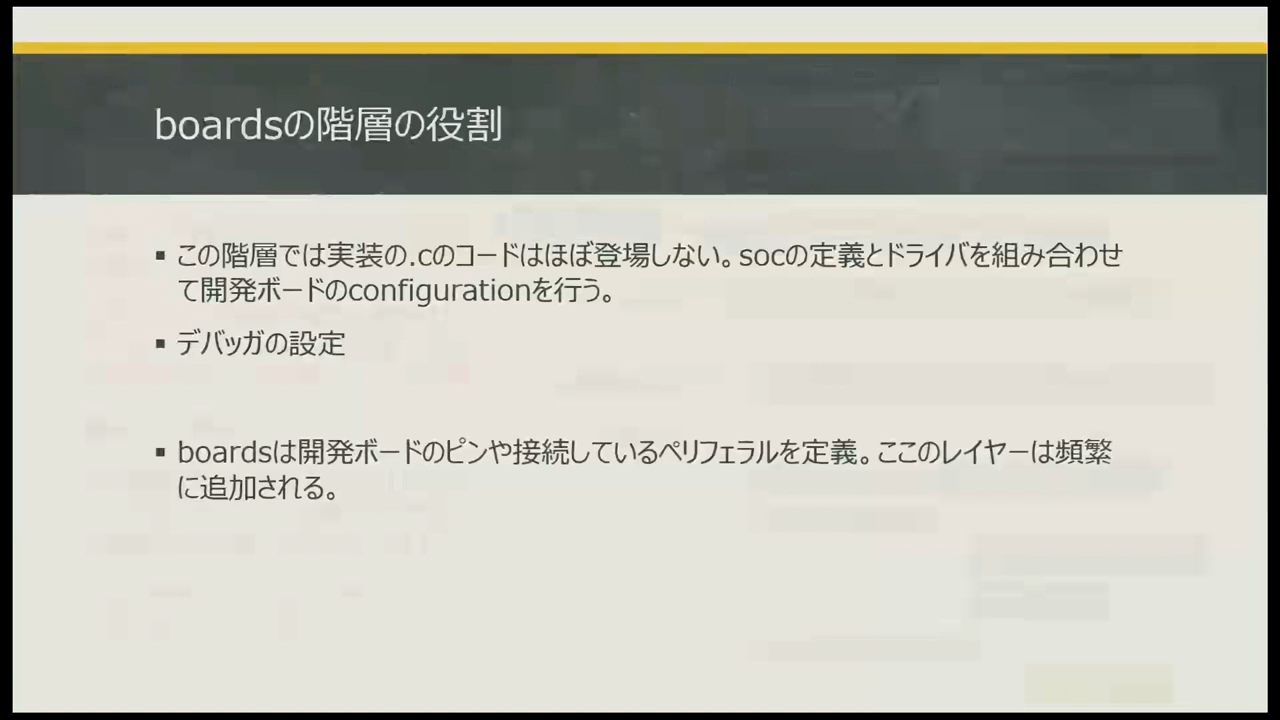 boardsの階層の役割
▪ この階層では実装の.cのコードはほぼ登場しない。socの定義とドライバを組み合わせ
て開発ボードのconfigurationを行う。
▪ デバッガの設定
▪ boardsは開発ボードのピンや接続しているペリフェラルを定義。ここのレイヤーは頻繁
に追加される。